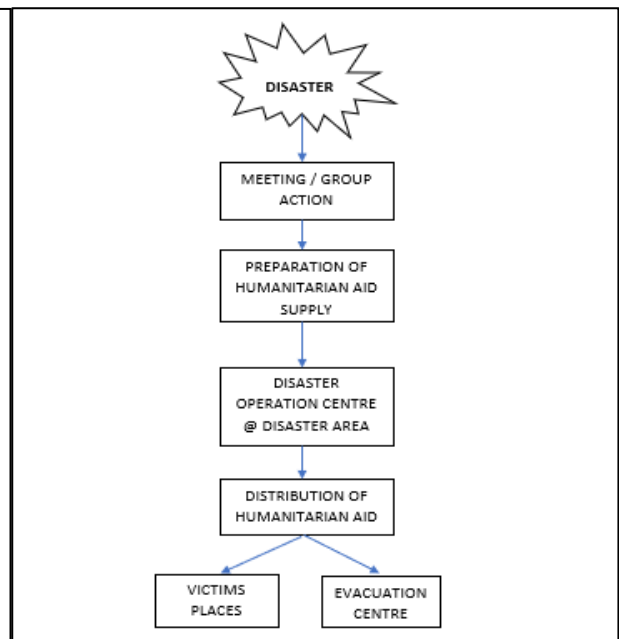 DISASTER
MEETING / GROUP
ACTION
PREPARATION OF
HUMANITARIAN AID
SUPPLY
DISASTER
OPERATION CENTRE
@ DISASTER AREA
DISTRIBUTION OF
HUMANITARIAN AID
VICTIMS
PLACES
EVACUATION
CENTRE